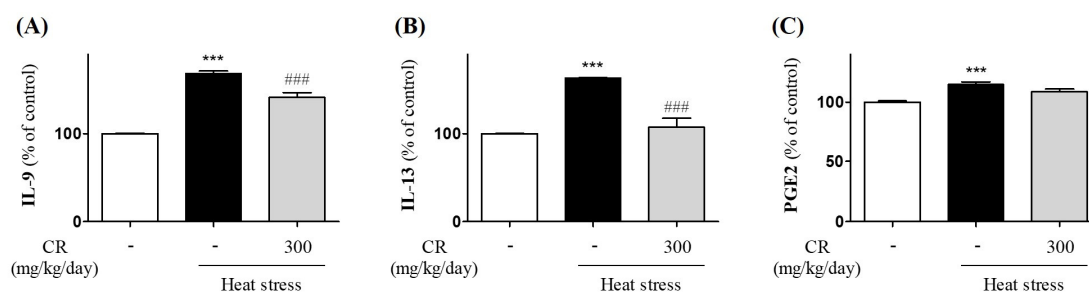 (A)
IL-9 (% of control)
***
###
100
0
CR
(mg/kg/day)
- - 300
Heat stress
(B)
IL-13 (% of control)
***
###
100
0
CR
(mg/kg/day)
- - 300
Heat stress
(C)
PGE2 (% of control)
***
100
50
0
CR
(mg/kg/day)
- - 300
Heat stress